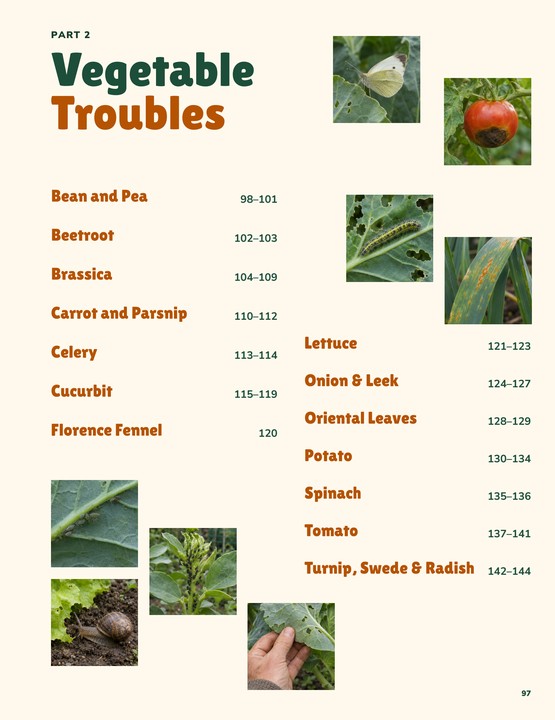 PART 2
Vegetable
Troubles
Bean and Pea 98–101
Beetroot 102–103
Brassica 104–109
Carrot and Parsnip 110–112
Celery 113–114
Cucurbit 115–119
Florence Fennel 120
Lettuce 121–123
Onion & Leek 124–127
Oriental Leaves 128–129
Potato 130–134
Spinach 135–136
Tomato 137–141
Turnip, Swede & Radish 142–144
97